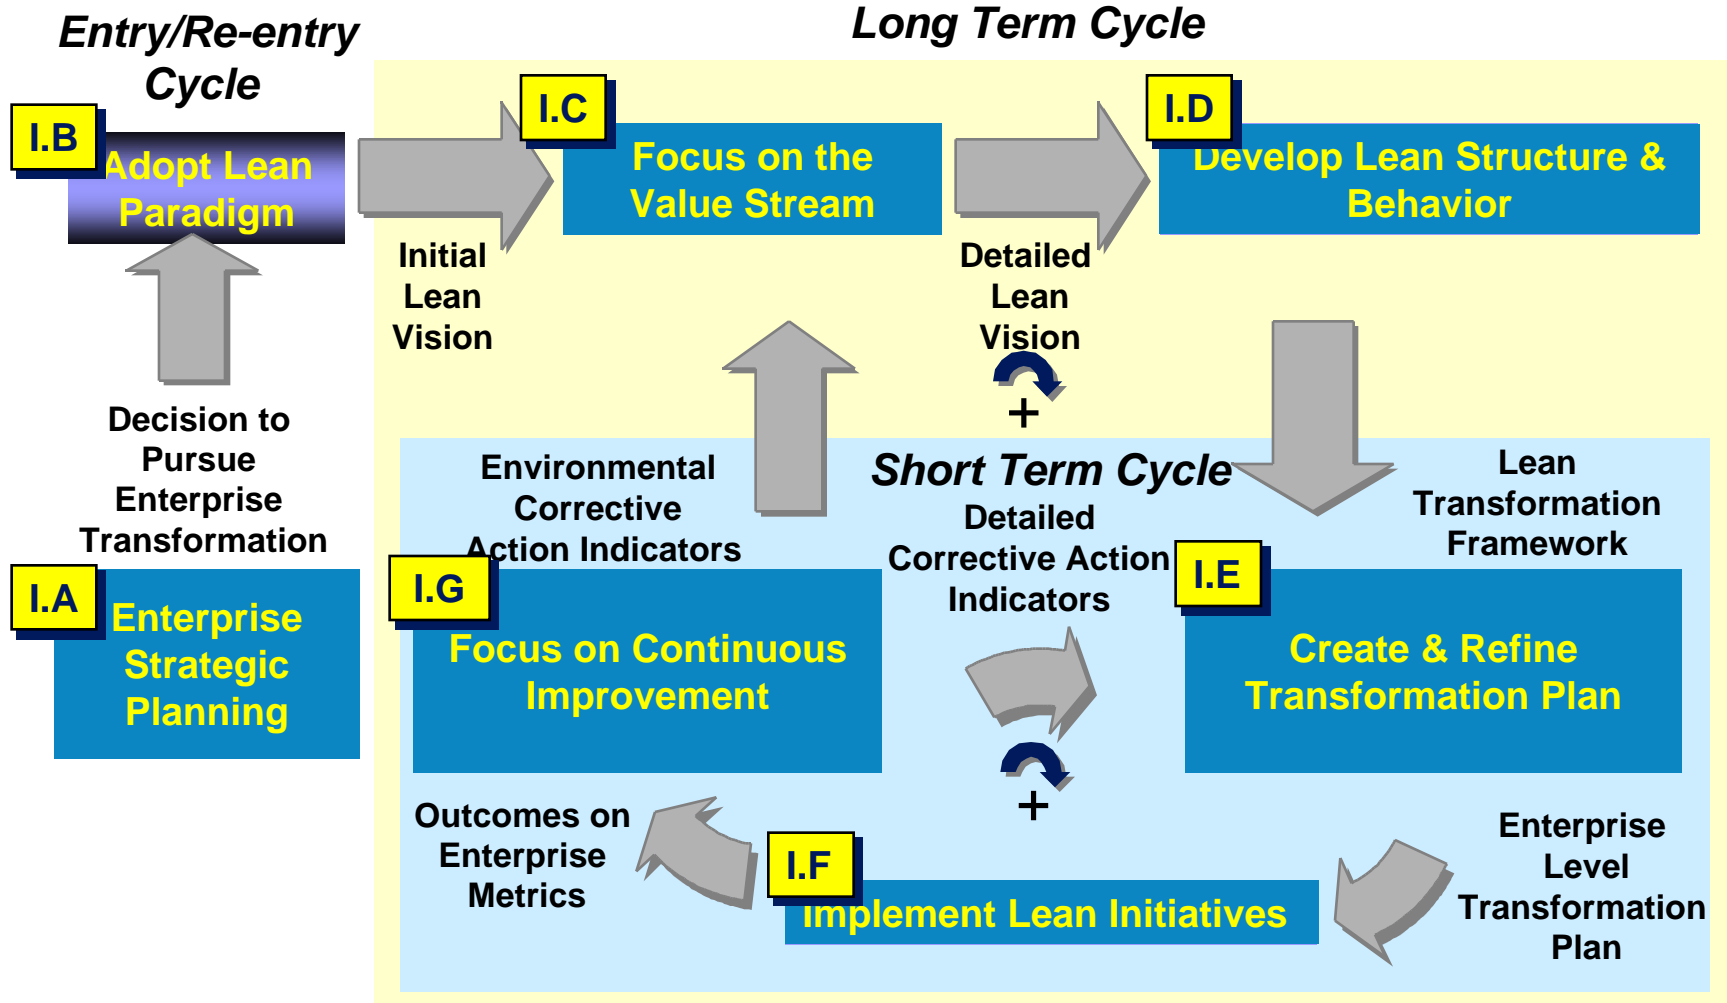 Entry/Re-entry
Cycle
Long Term Cycle
I.B
Adopt Lean
Paradigm
I.C
Focus on the
Value Stream
I.D
Develop Lean Structure &
Behavior
Initial
Lean
Vision
Detailed
Lean
Vision
+
Decision to
Pursue
Enterprise
Transformation
I.A
Enterprise
Strategic
Planning
Environmental
Corrective
Action Indicators
Short Term Cycle
Detailed
Corrective Action
Indicators
Lean
Transformation
Framework
I.G
Focus on Continuous
Improvement
I.E
Create & Refine
Transformation Plan
+
Outcomes on
Enterprise
Metrics
I.F
Implement Lean Initiatives
Enterprise
Level
Transformation
Plan